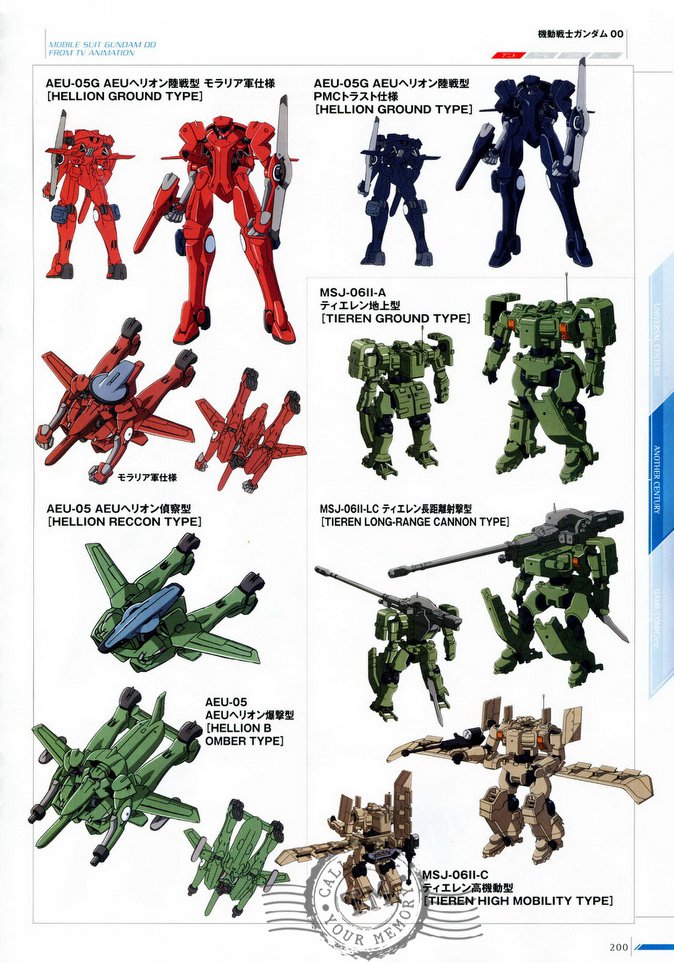 MOBILE SUIT GUNDAM 00
FROM TV ANIMATION
機動戦士ガンダム 00
アニメ
AEU-05G AEUヘリオン陸戦型 モラリア軍仕様
[HELLION GROUND TYPE]
AEU-05G AEUヘリオン陸戦型
PMCトラスト仕様
[HELLION GROUND TYPE]
MSJ-06II-A
ティエレン地上型
[TIEREN GROUND TYPE]
モラリア軍仕様
AEU-05 AEUヘリオン偵察型
[HELLION RECCON TYPE]
MSJ-06II-LC ティエレン長距離射撃型
[TIEREN LONG-RANGE CANNON TYPE]
AEU-05
AEUヘリオン爆撃型
[HELLION B
OMBER TYPE]
MSJ-06II-C
ティエレン高機動型
[TIEREN HIGH MOBILITY TYPE]
UNIVERSAL CENTURY
ANOTHER CENTURY
GAME/COMIC etc.
CALL
YOUR MEMORY
200